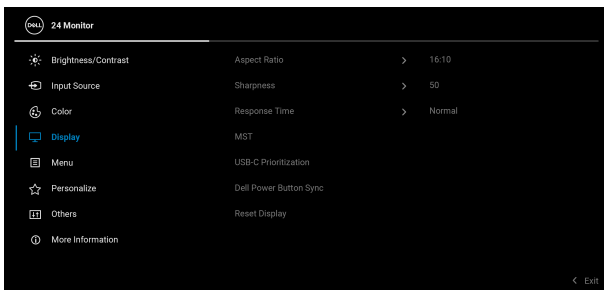 DELL 24 Monitor
Brightness/Contrast Aspect Ratio > 16:10
Input Source Sharpness > 50
Color Response Time > Normal
Display MST
Menu USB-C Prioritization
Personalize Dell Power Button Sync
Others Reset Display
More Information
< Exit